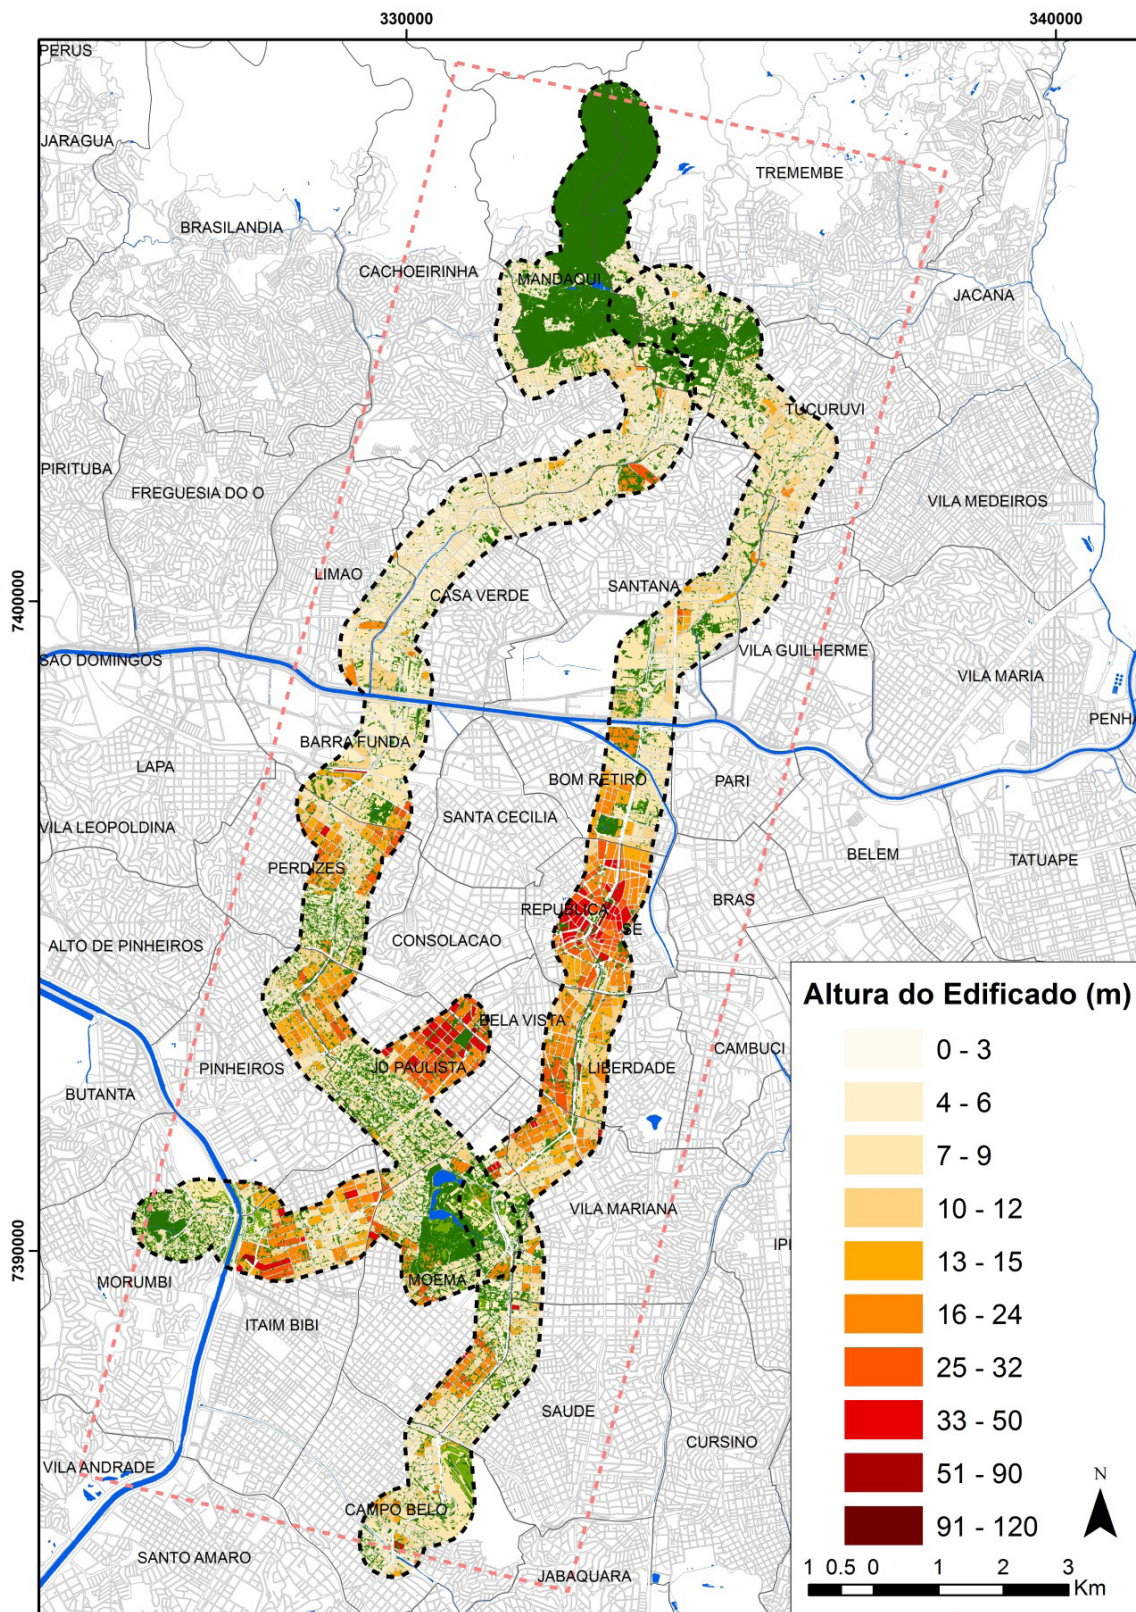 330000
340000
PERUS
JARAGUA
TREMEMBE
BRASILANDIA
CACHOEIRINHA
MANDAQUI
JACANA
TUCURUVI
PIRITUBA
FREGUESIA DO O
VILA MEDEIROS
LIMAO
SANTANA
CASA VERDE
7400000
SAO DOMINGOS
VILA GUILHERME
VILA MARIA
PENHA
BARRA FUNDA
LAPA
BOM RETIRO
PARI
SANTA CECILIA
VILA LEOPOLDINA
BELEM
TATUAPE
PERDIZES
BRAS
REPUBLICA
SE
ALTO DE PINHEIROS
CONSOLACAO
BELA VISTA
CAMBUCI
PINHEIROS
JD PAULISTA
LIBERDADE
BUTANTA
VILA MARIANA
IPI
7390000
MORUMBI
MOEMA
ITAIM BIBI
SAUDE
CURSINO
VILA ANDRADE
CAMPO BELO
SANTO AMARO
JABAQUARA
Altura do Edificado (m)
0 - 3
4 - 6
7 - 9
10 - 12
13 - 15
16 - 24
25 - 32
33 - 50
51 - 90
91 - 120
N
1 0.5 0 1 2 3
Km